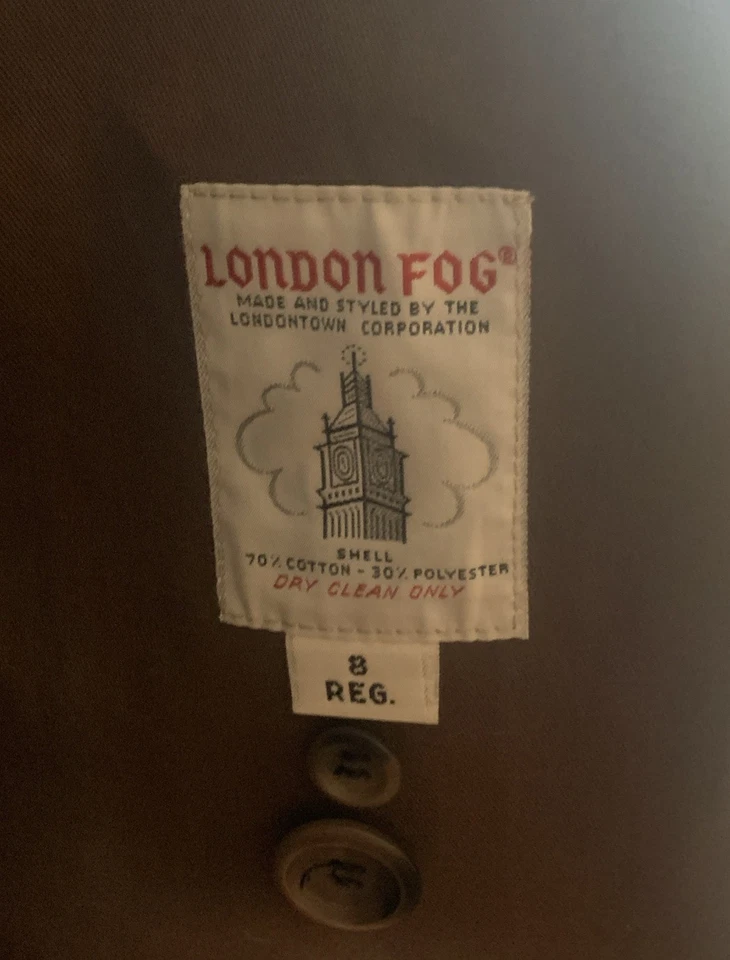 LONDON FOG®
MADE AND STYLED BY THE
LONDONTOWN CORPORATION
SHELL
70% COTTON - 30% POLYESTER
DRY CLEAN ONLY
8
REG.